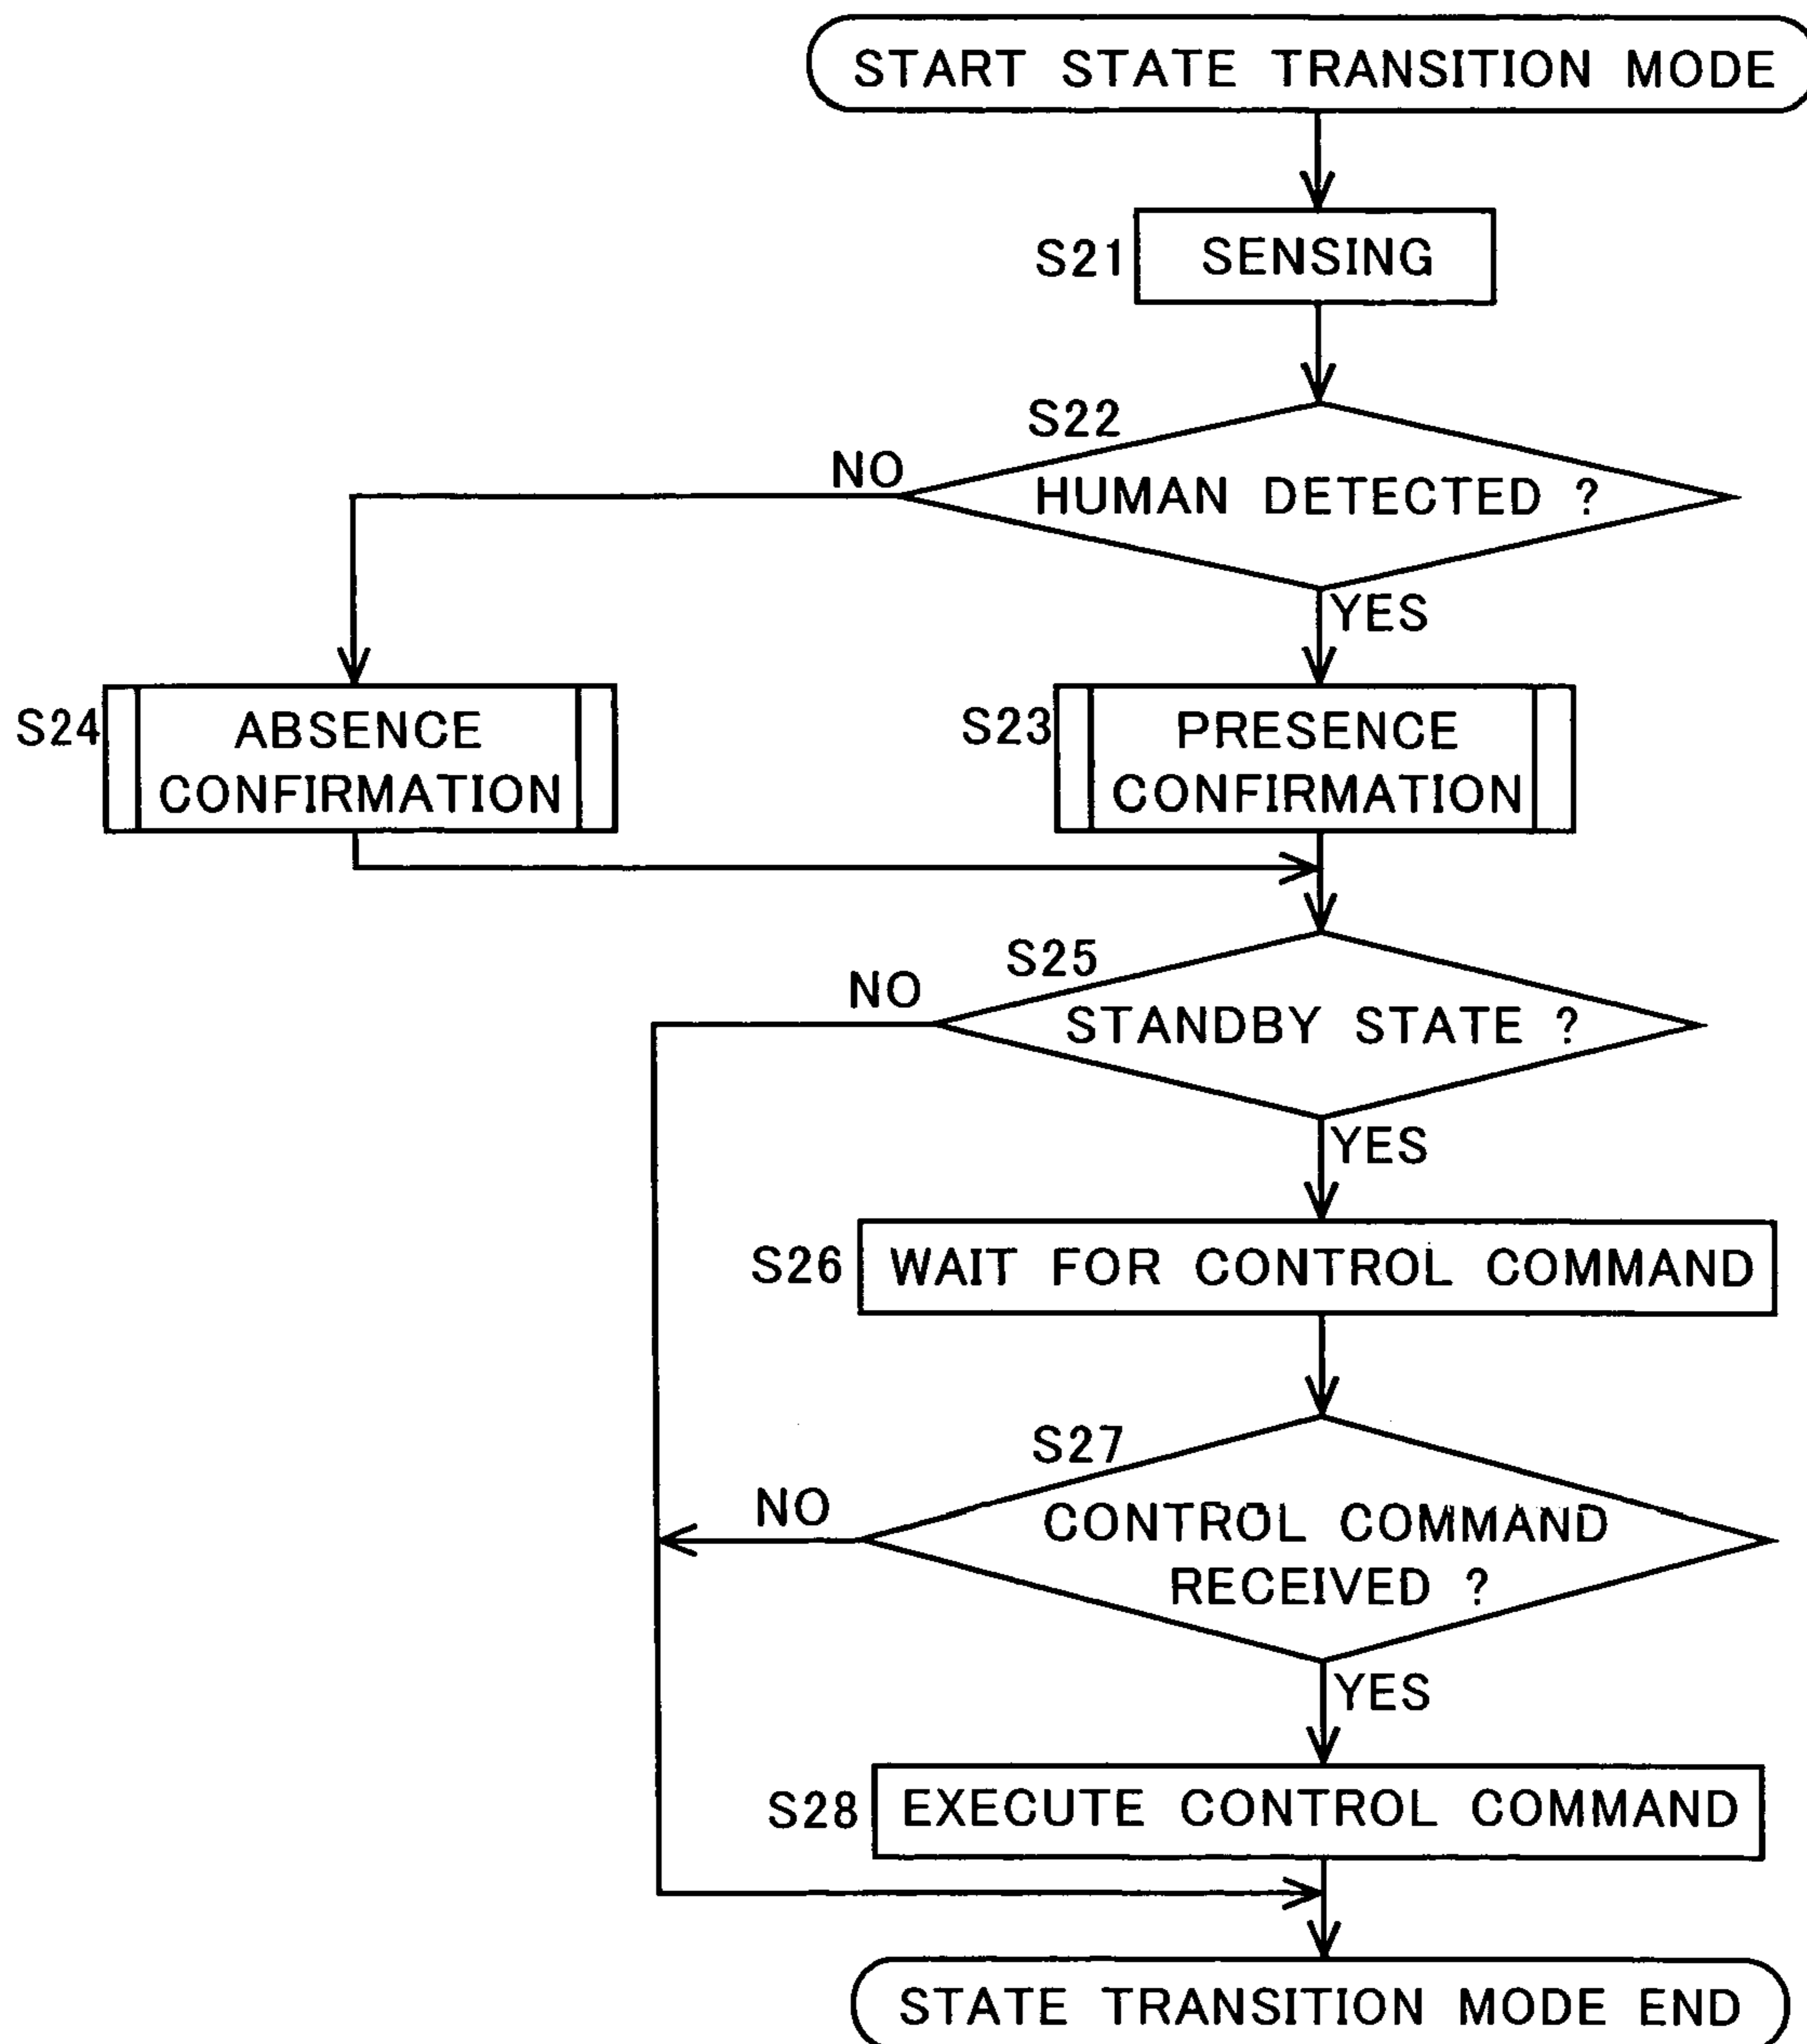 START STATE TRANSITION MODE
S21
SENSING
S22
NO
HUMAN DETECTED ?
YES
S24
ABSENCE
CONFIRMATION
S23
PRESENCE
CONFIRMATION
S25
NO
STANDBY STATE ?
YES
S26
WAIT FOR CONTROL COMMAND
S27
NO
CONTROL COMMAND
RECEIVED ?
YES
S28
EXECUTE CONTROL COMMAND
STATE TRANSITION MODE END